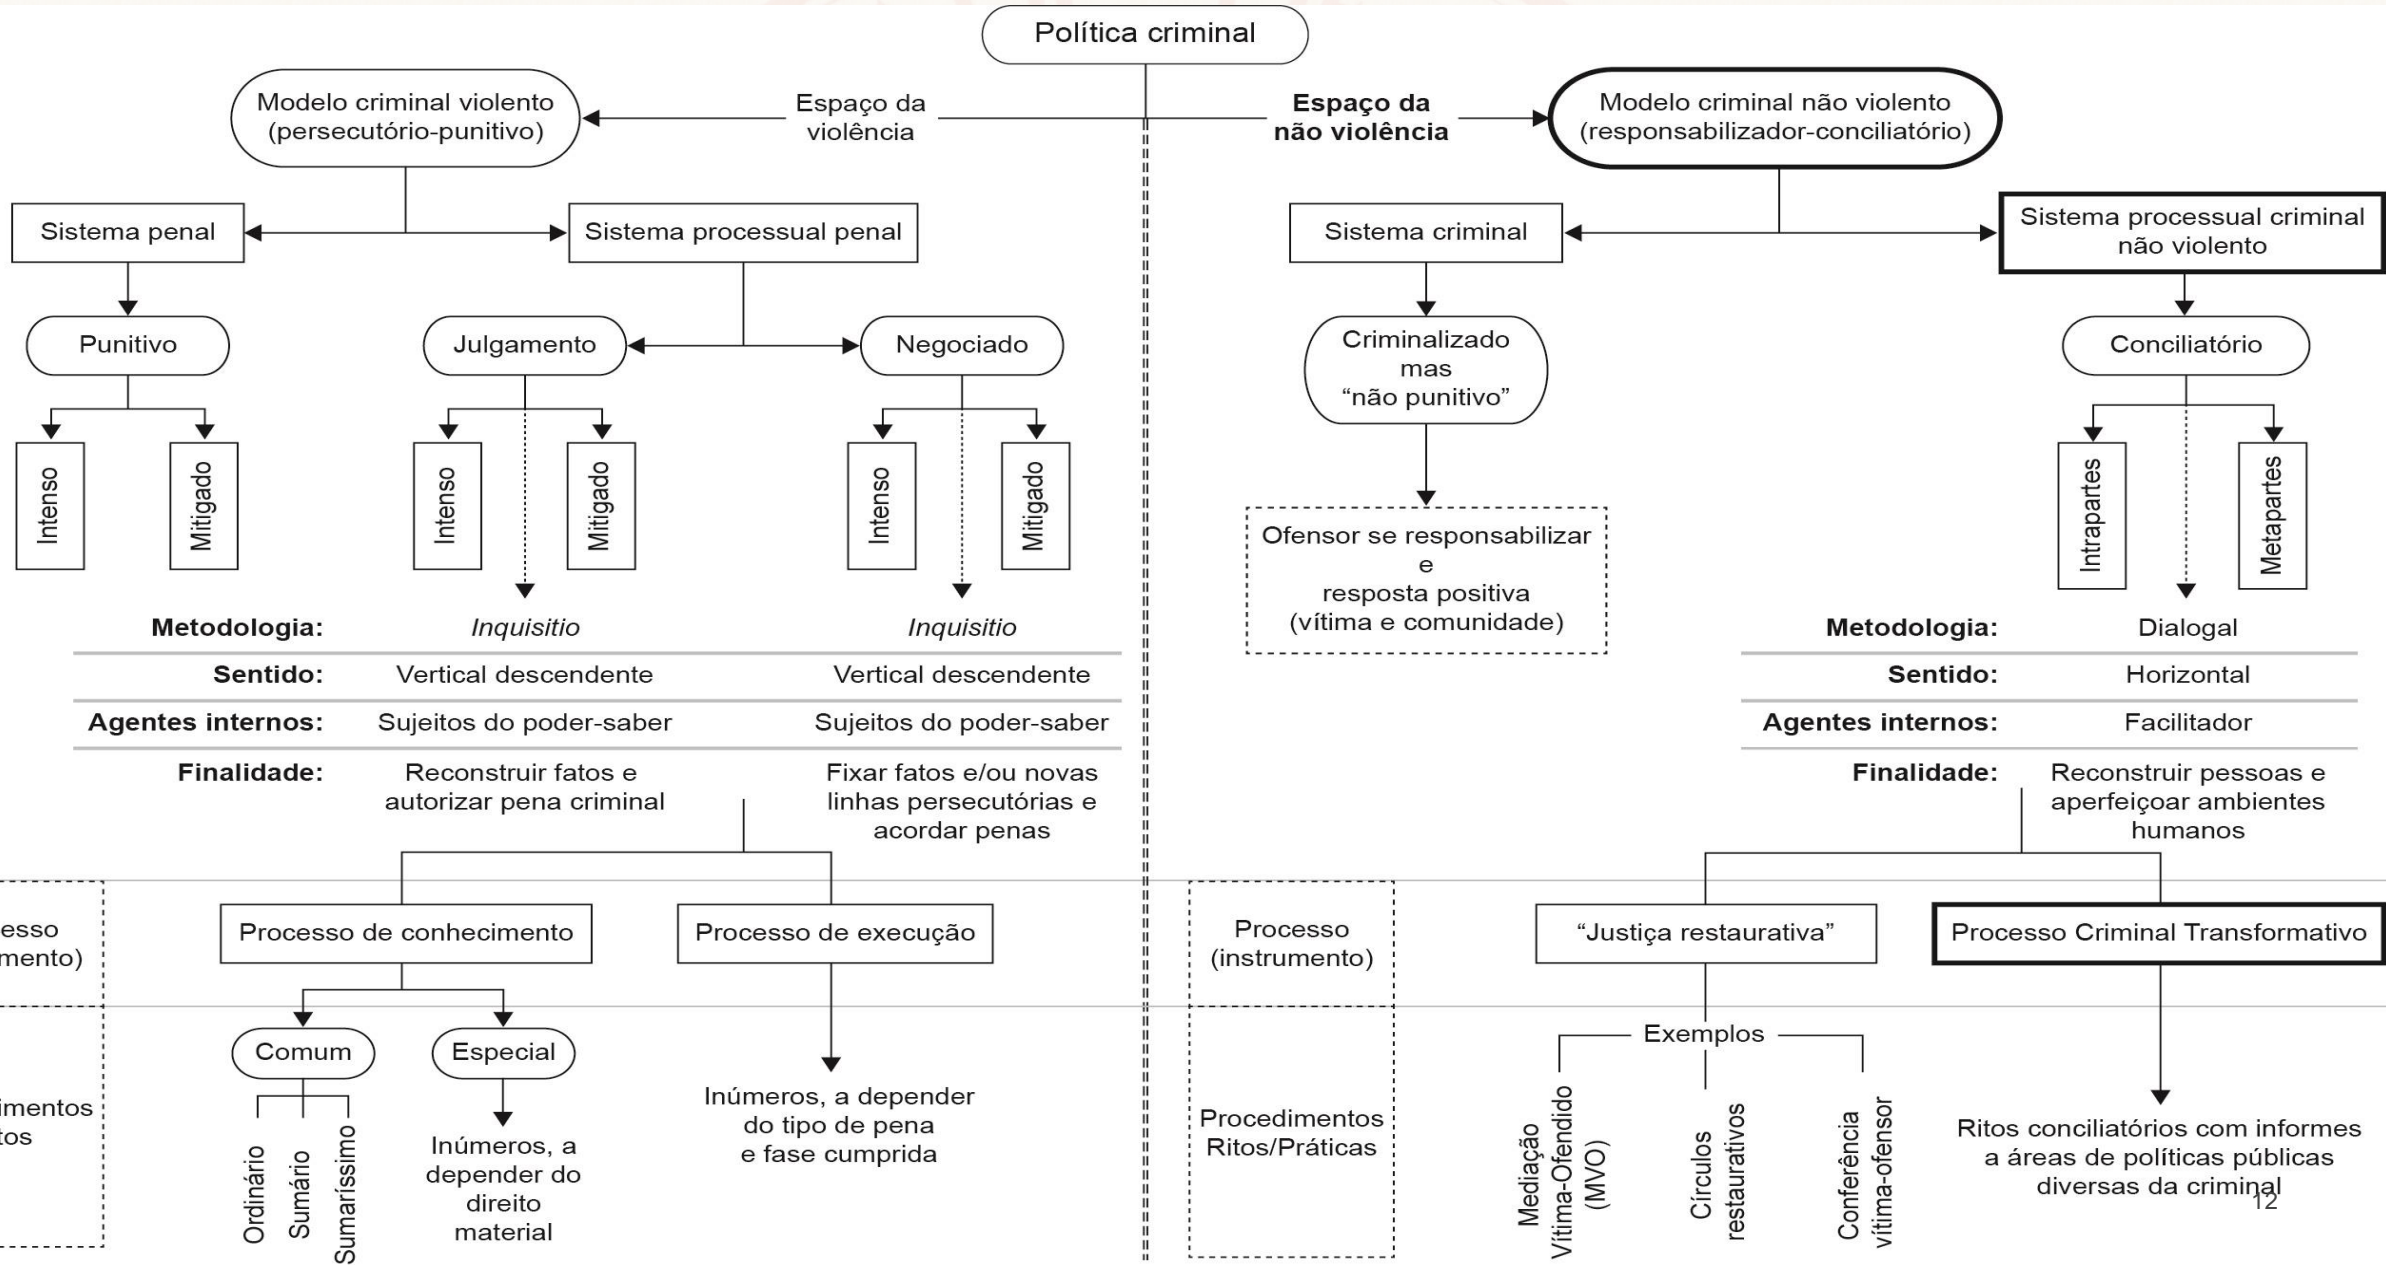 Política criminal
Modelo criminal violento
(persecutório-punitivo)
Espaço da
violência
Espaço da
não violência
Modelo criminal não violento
(responsabilizador-conciliatório)
Sistema penal
Sistema processual penal
Sistema criminal
Sistema processual criminal
não violento
Punitivo
Julgamento
Negociado
Criminalizado
mas
“não punitivo”
Conciliatório
Intenso
Mitigado
Intenso
Mitigado
Intenso
Mitigado
Intrapartes
Metapartes
Ofensor se responsabilizar
e
resposta positiva
(vítima e comunidade)
Metodologia: Inquisitio Inquisitio
Sentido: Vertical descendente Vertical descendente
Agentes internos: Sujeitos do poder-saber Sujeitos do poder-saber
Finalidade: Reconstruir fatos e
autorizar pena criminal
Fixar fatos e/ou novas
linhas persecutórias e
acordar penas
Metodologia: Dialogal
Sentido: Horizontal
Agentes internos: Facilitador
Finalidade: Reconstruir pessoas e
aperfeiçoar ambientes
humanos
esso
mento)
Processo de conhecimento
Processo de execução
Processo
(instrumento)
“Justiça restaurativa”
Processo Criminal Transformativo
imentos
tos
Comum
Especial
Ordinário
Sumário
Sumaríssimo
Inúmeros, a
depender do
direito
material
Inúmeros, a depender
do tipo de pena
e fase cumprida
Procedimentos
Ritos/Práticas
Exemplos
Mediação
Vítima-Ofendido
(MVO)
Círculos
restaurativos
Conferência
vítima-ofensor
Ritos conciliatórios com informes
a áreas de políticas públicas
diversas da criminal
12